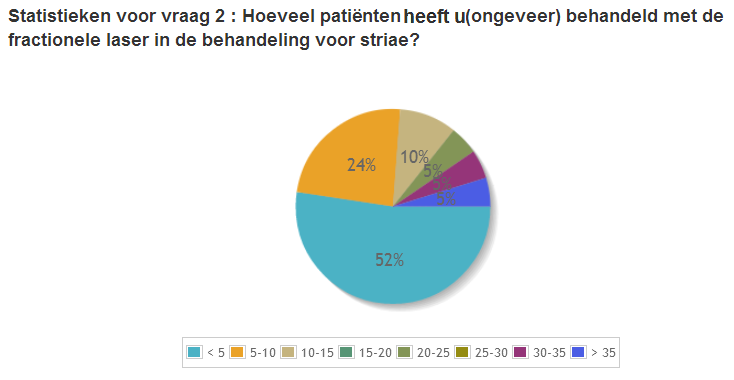 Statistieken voor vraag 2 : Hoeveel patiënten heeft u(ongeveer) behandeld met de
fractionele laser in de behandeling voor striae?
24%
10%
5%
5%
5%
52%
< 5 5-10 10-15 15-20 20-25 25-30 30-35 > 35